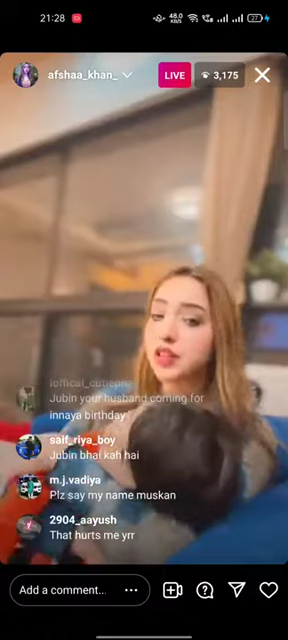 21:28
48.0
KB/S
27
afshaa_khan_
LIVE
3,175
Jubin your husband coming for
innaya birthday
saif_riya_boy
Jubin bhai kah hai
m.j.vadiya
Plz say my name muskan
2904_aayush
That hurts me yrr
Add a comment...